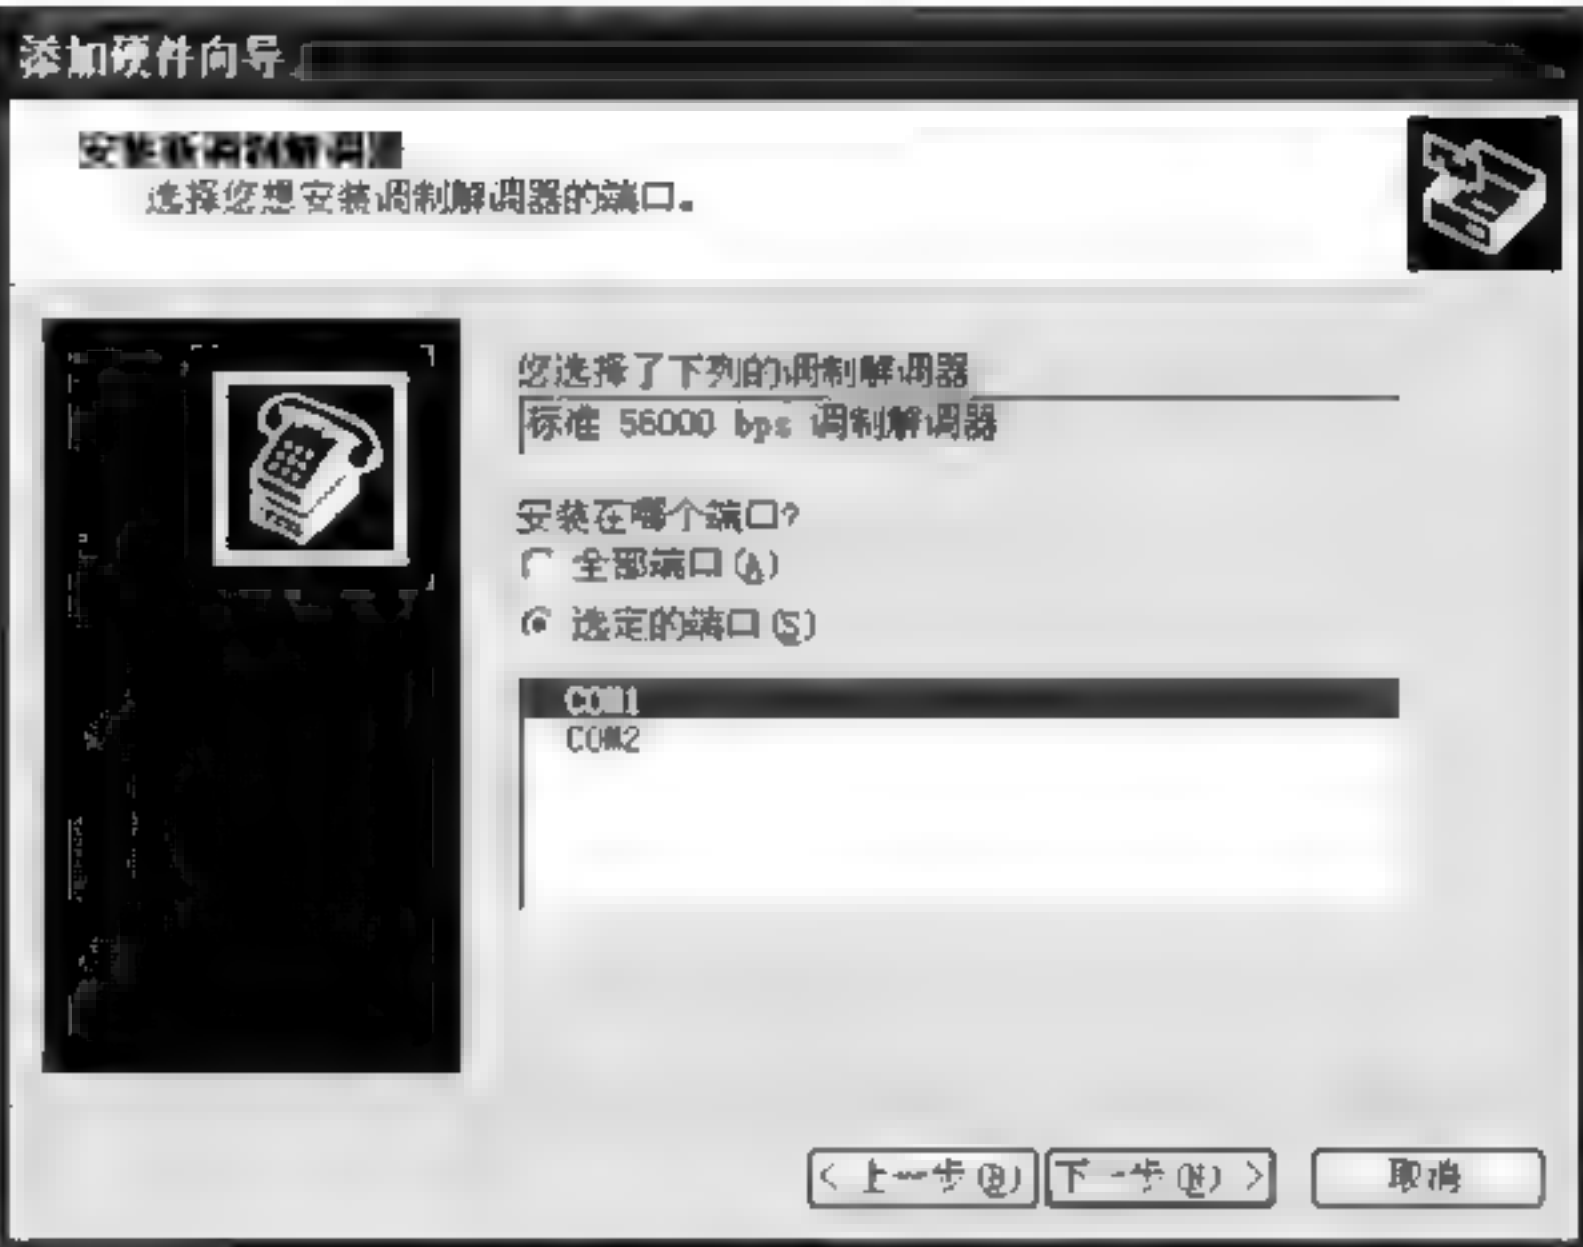 添加硬件向导
安装新调制解调器
选择您想安装调制解调器的端口。
您选择了下列的调制解调器
标准 56000 bps 调制解调器
安装在哪个端口?
全部端口(A)
选定的端口(S)
COM1
COM2
< 上一步(B)
下一步(N) >
取消